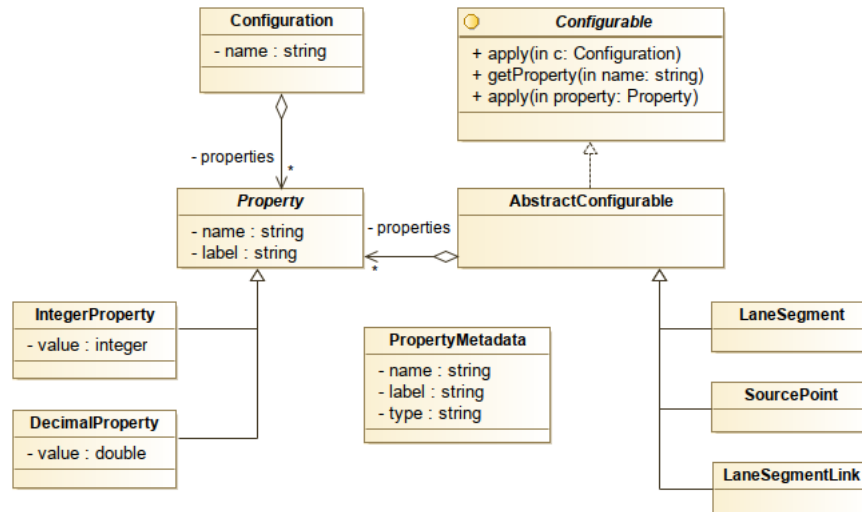 Configuration
- name : string
Configurable
+ apply(in c: Configuration)
+ getProperty(in name: string)
+ apply(in property: Property)
- properties
*
Property
- name : string
- label : string
AbstractConfigurable
- properties
*
IntegerProperty
- value : integer
DecimalProperty
- value : double
PropertyMetadata
- name : string
- label : string
- type : string
LaneSegment
SourcePoint
LaneSegmentLink